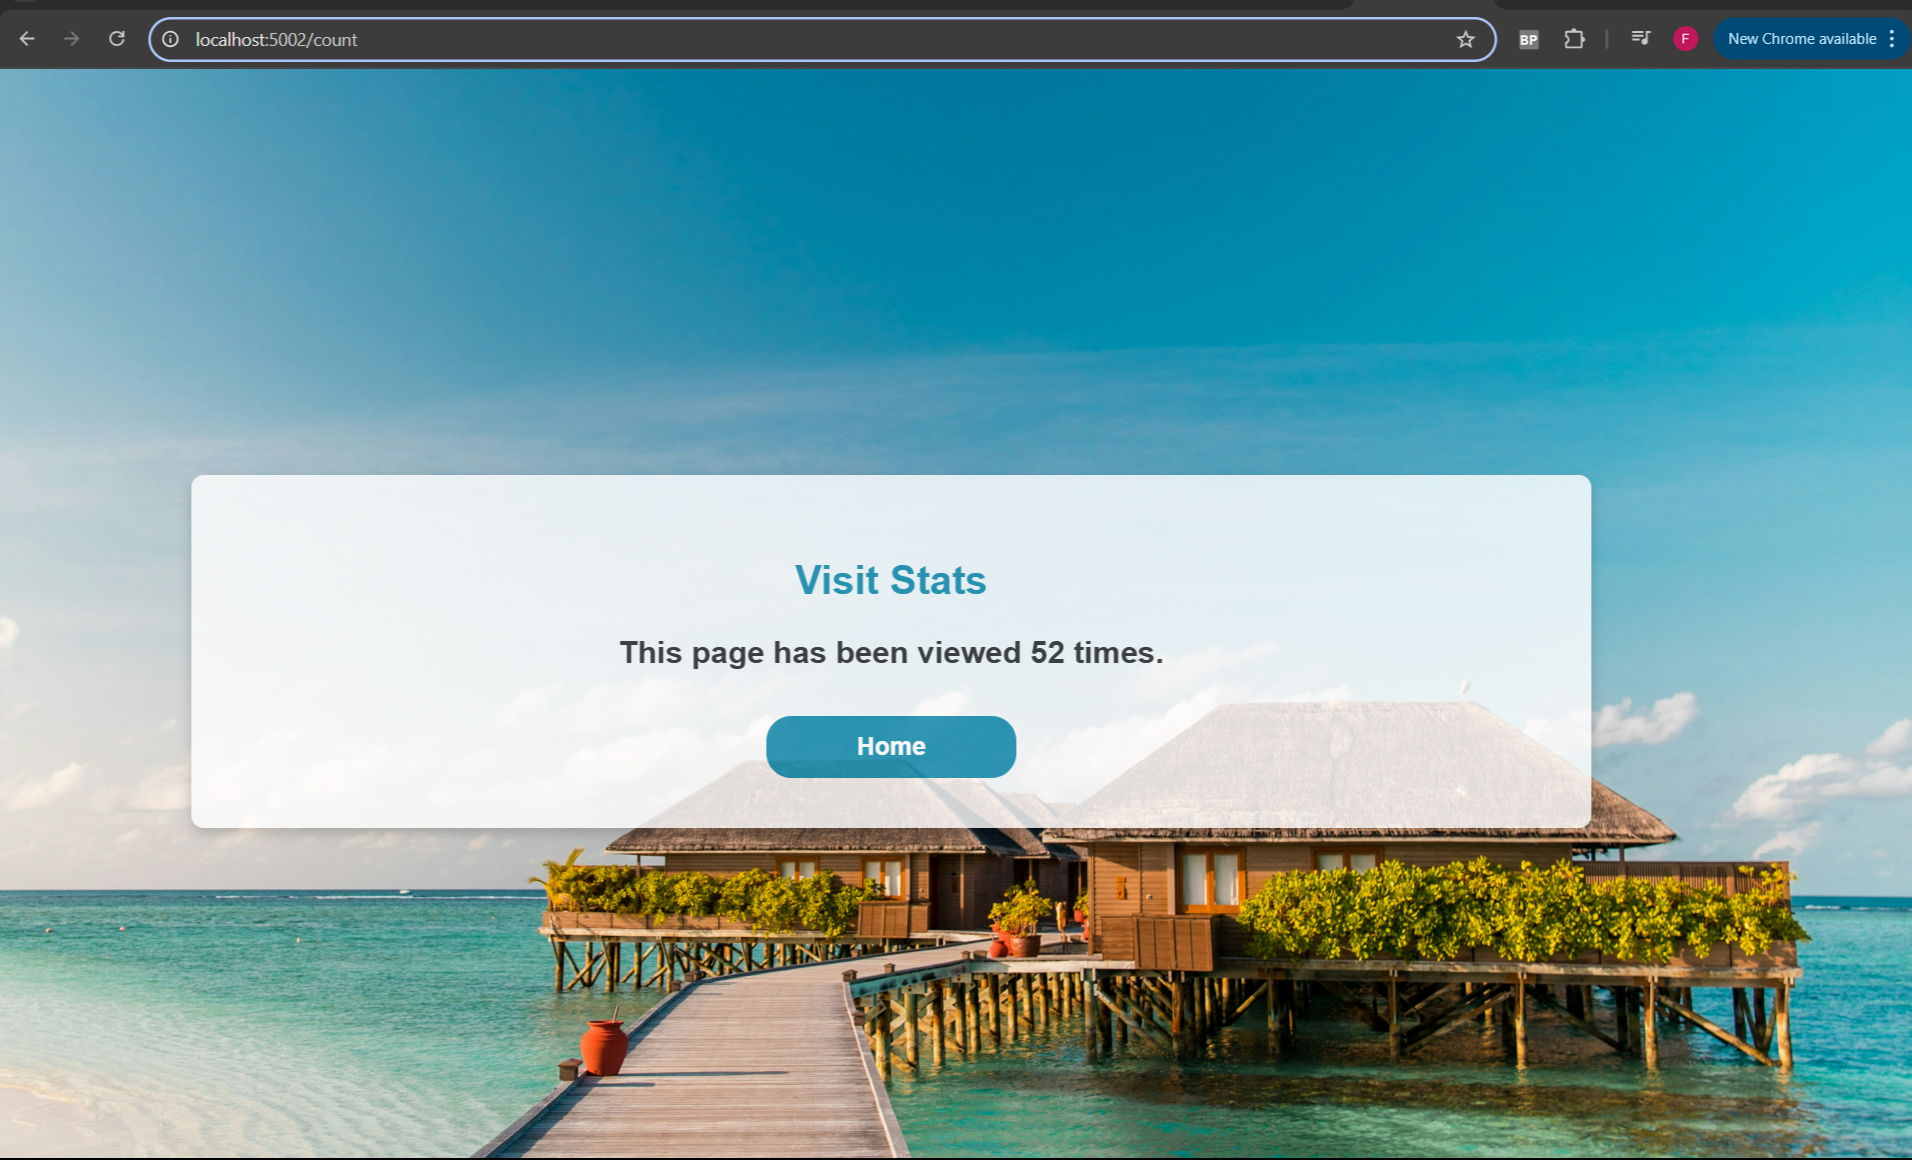 localhost:5002/count
BP
F
New Chrome available
Visit Stats
This page has been viewed 52 times.
Home